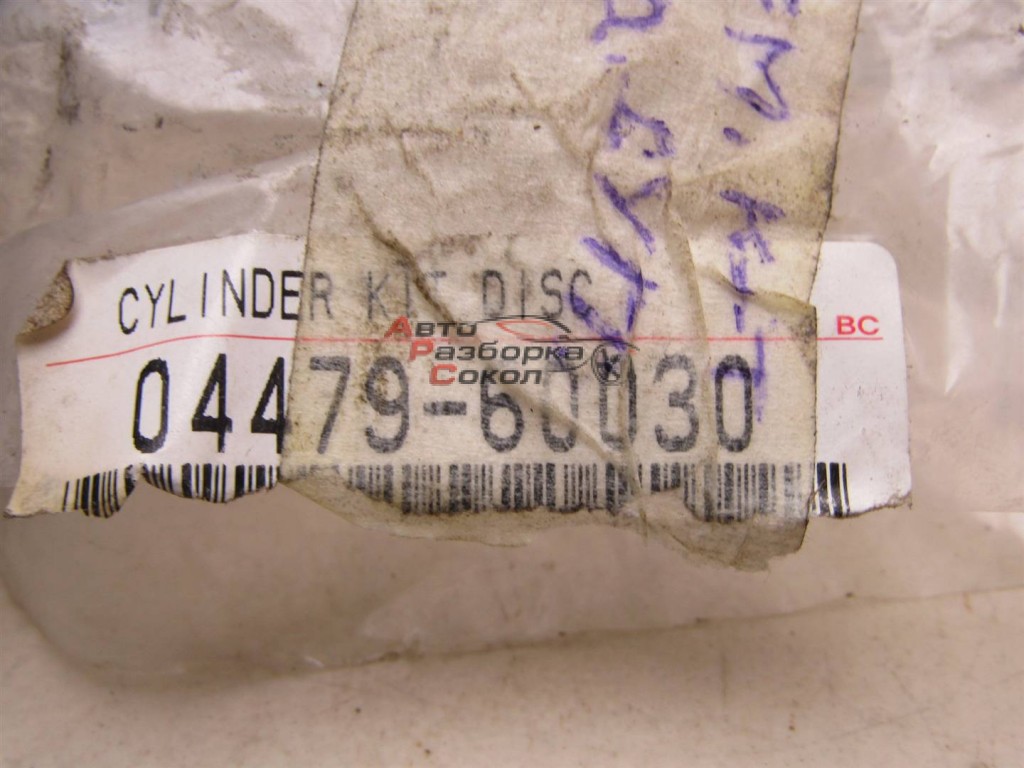 CYLINDER KIT DISC
BC
04479-60030
Авто
Разборка
Сокол